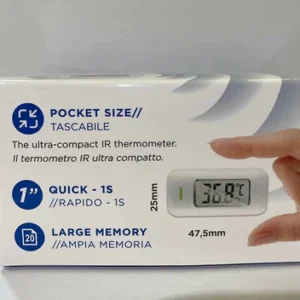 POCKET SIZE//
TASCABILE
The ultra-compact IR thermometer.
Il termometro IR ultra compatto.
1"
QUICK - 1S
//RAPIDO - 1S
25mm
36.8°C
47,5mm
20
LARGE MEMORY
//AMPIA MEMORIA